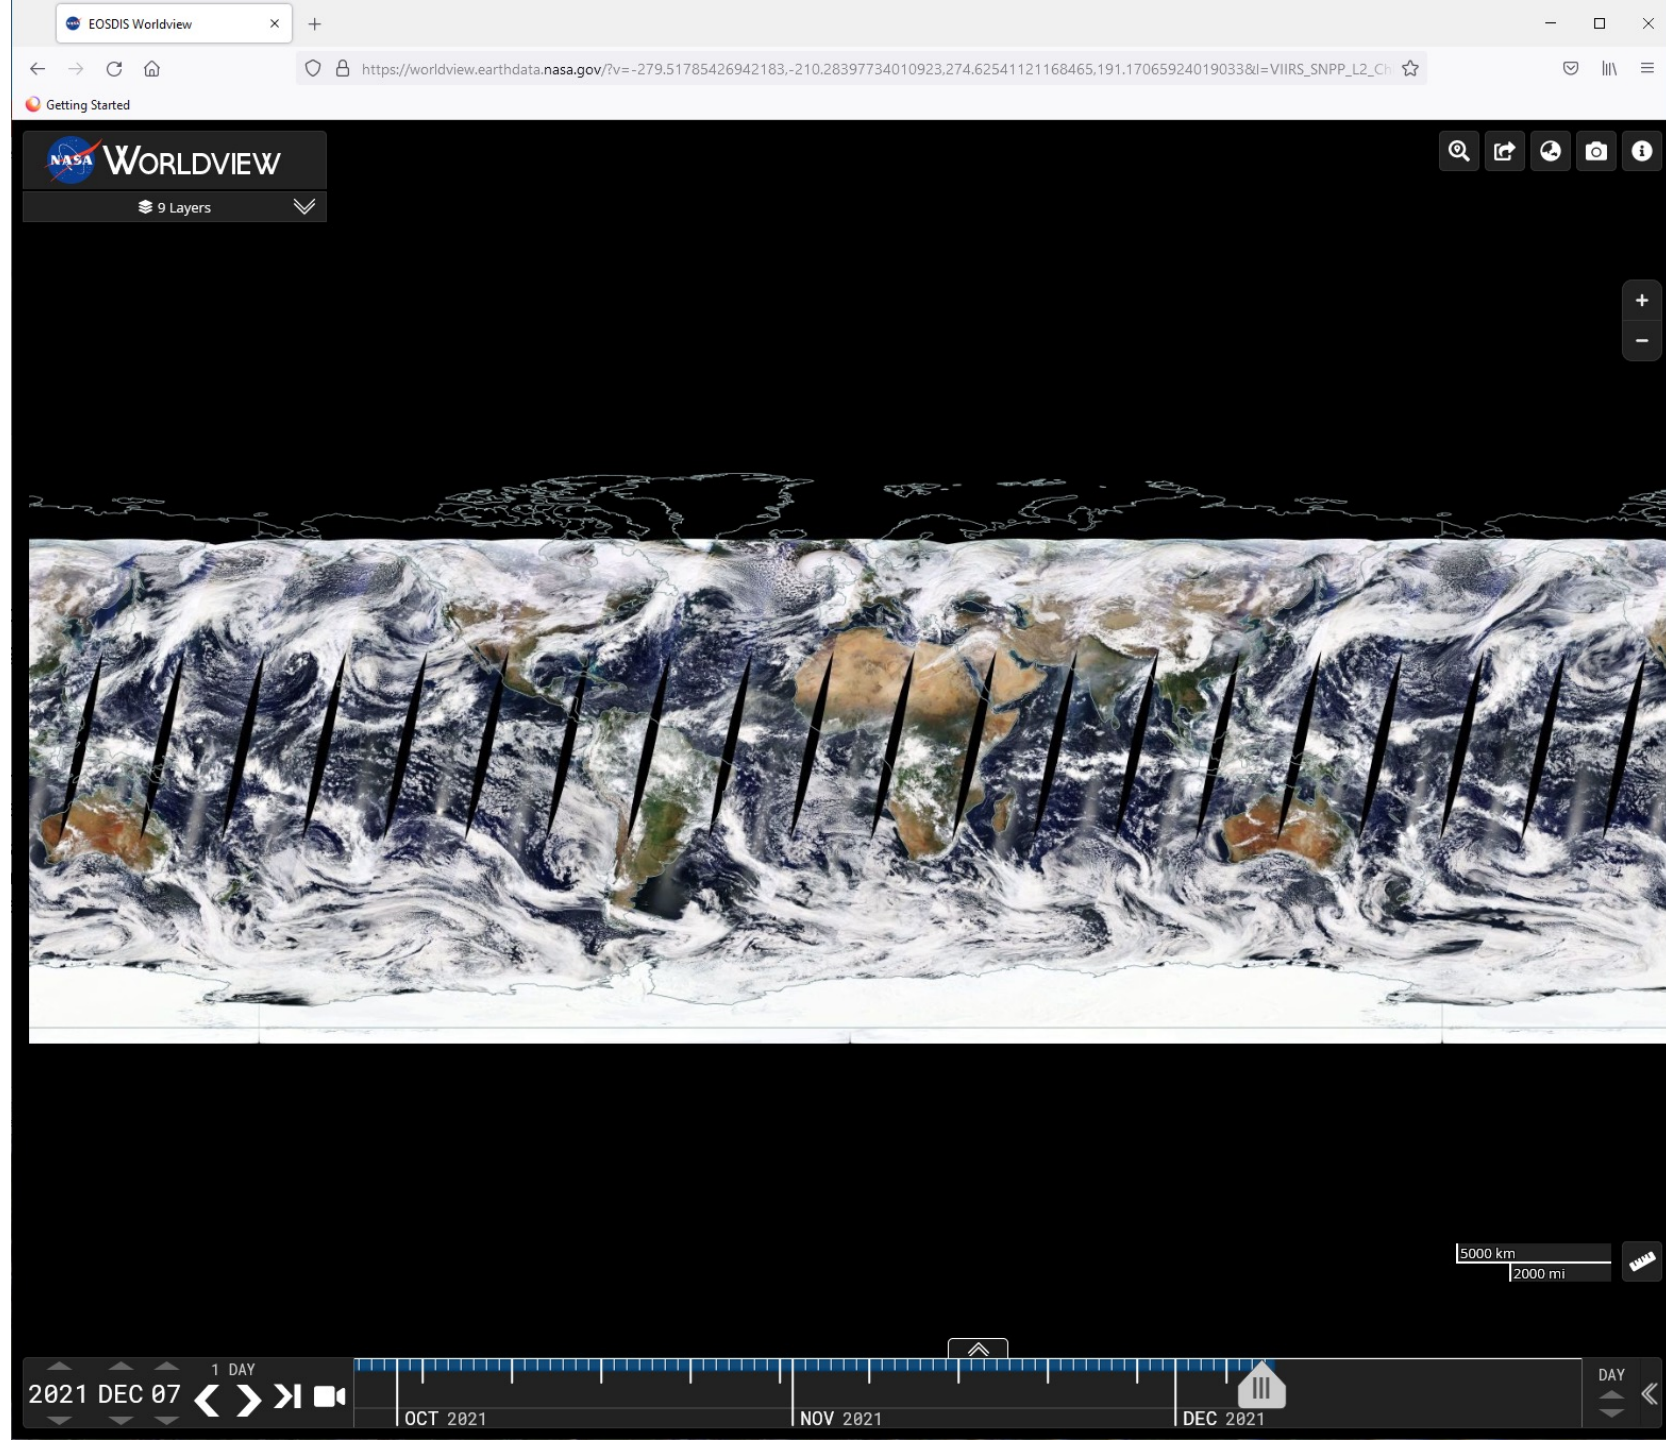 EOSDIS Worldview
https://worldview.earthdata.nasa.gov/?v=-279.51785426942183,-210.28397734010923,274.62541121168465,191.17065924019033&l=VIIRS_SNPP_L2_Ch
Getting Started
NASA WORLDVIEW
9 Layers
5000 km
2000 mi
1 DAY
2021 DEC 07
OCT 2021
NOV 2021
DEC 2021
DAY